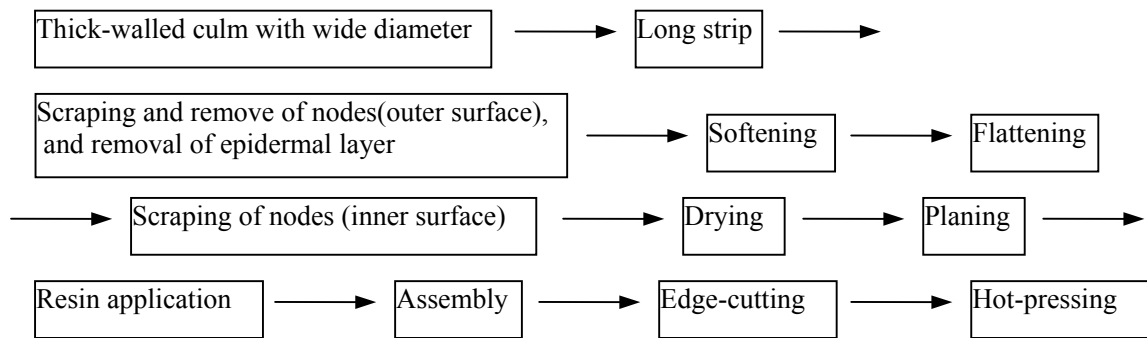 Thick-walled culm with wide diameter
Long strip
Scraping and remove of nodes(outer surface),
and removal of epidermal layer
Softening
Flattening
Scraping of nodes (inner surface)
Drying
Planing
Resin application
Assembly
Edge-cutting
Hot-pressing